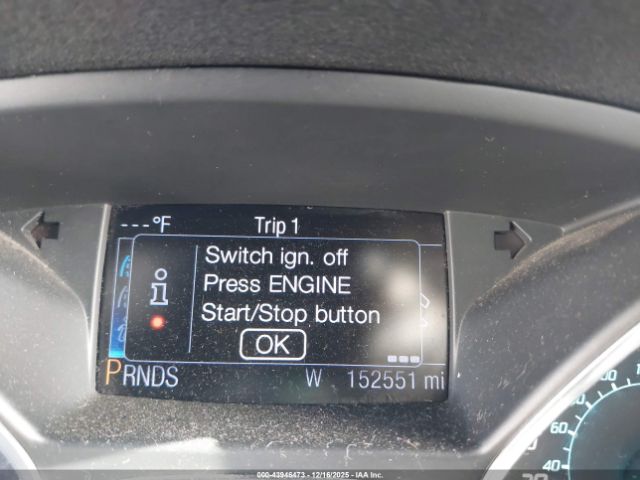 ---°F Trip 1
Switch ign. off
Press ENGINE
Start/Stop button
OK
PRNDS W 152551 mi
80
60
40
000-43946473- 12/16/2025- IAA Inc.